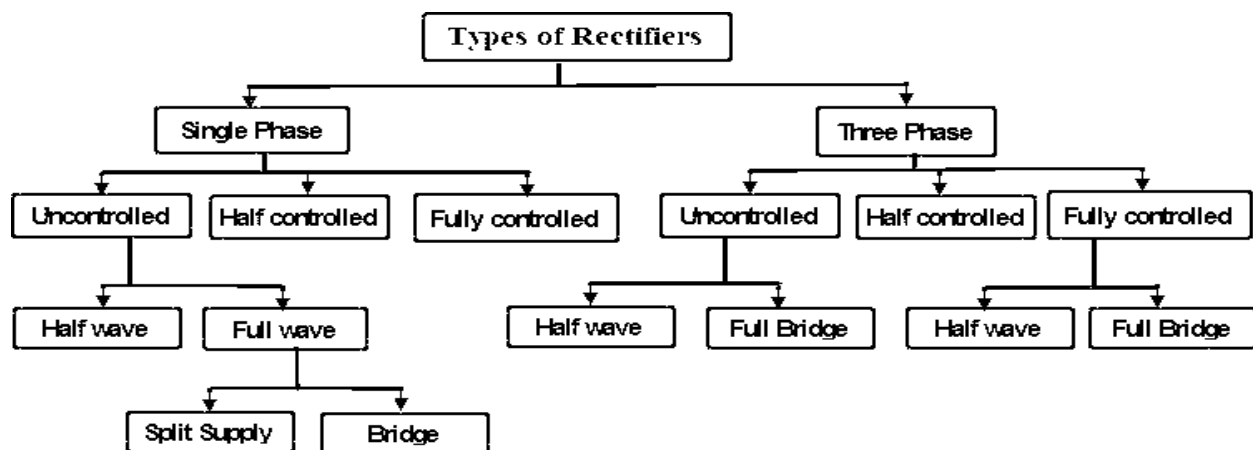 Types of Rectifiers
Single Phase
Three Phase
Uncontrolled
Half controlled
Fully controlled
Uncontrolled
Half controlled
Fully controlled
Half wave
Full wave
Half wave
Full Bridge
Half wave
Full Bridge
Split Supply
Bridge